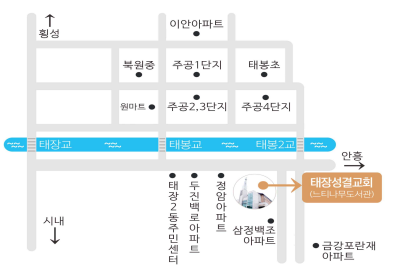 횡성
이안아파트
북원중
주공1단지
태봉초
원마트
주공2,3단지
주공4단지
태장교
태봉교
태봉2교
안흥
태장2동주민센터
두진백로아파트
정암아파트
태장성결교회
(느티나무도서관)
시내
삼정백조
아파트
금강포란재
아파트